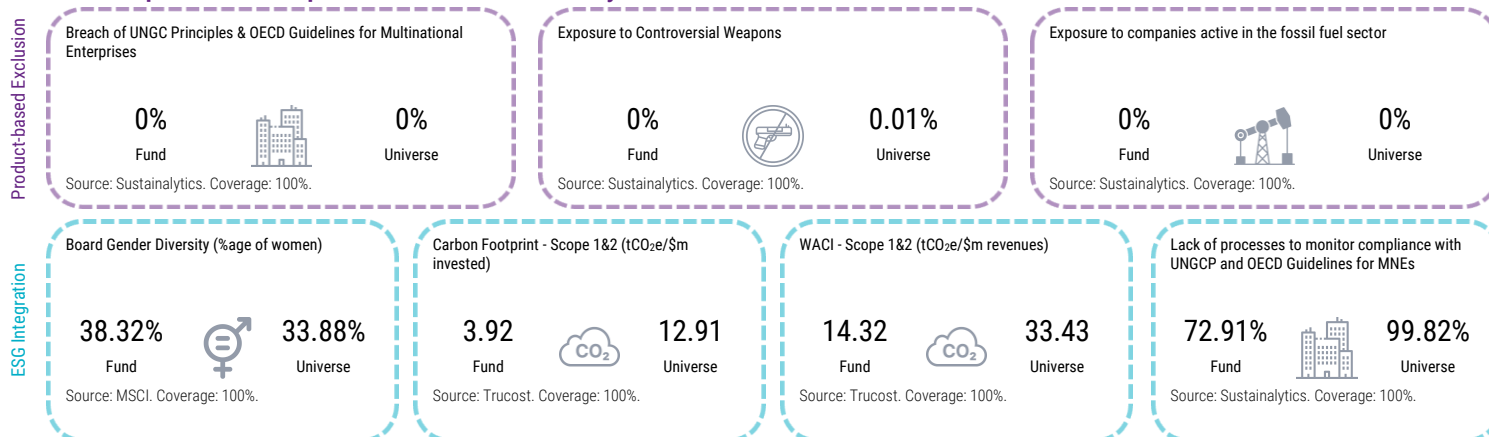 Product-based Exclusion
Breach of UNGC Principles & OECD Guidelines for Multinational
Enterprises
0%
Fund
0%
Universe
Source: Sustainalytics. Coverage: 100%.
Exposure to Controversial Weapons
0%
Fund
0.01%
Universe
Source: Sustainalytics. Coverage: 100%.
Exposure to companies active in the fossil fuel sector
0%
Fund
0%
Universe
Source: Sustainalytics. Coverage: 100%.
ESG Integration
Board Gender Diversity (%age of women)
38.32%
Fund
33.88%
Universe
Source: MSCI. Coverage: 100%.
Carbon Footprint - Scope 1&2 (tCO₂e/$m
invested)
3.92
Fund
CO₂
12.91
Universe
Source: Trucost. Coverage: 100%.
WACI - Scope 1&2 (tCO₂e/$m revenues)
14.32
Fund
CO₂
33.43
Universe
Source: Trucost. Coverage: 100%.
Lack of processes to monitor compliance with
UNGCP and OECD Guidelines for MNEs
72.91%
Fund
99.82%
Universe
Source: Sustainalytics. Coverage: 100%.